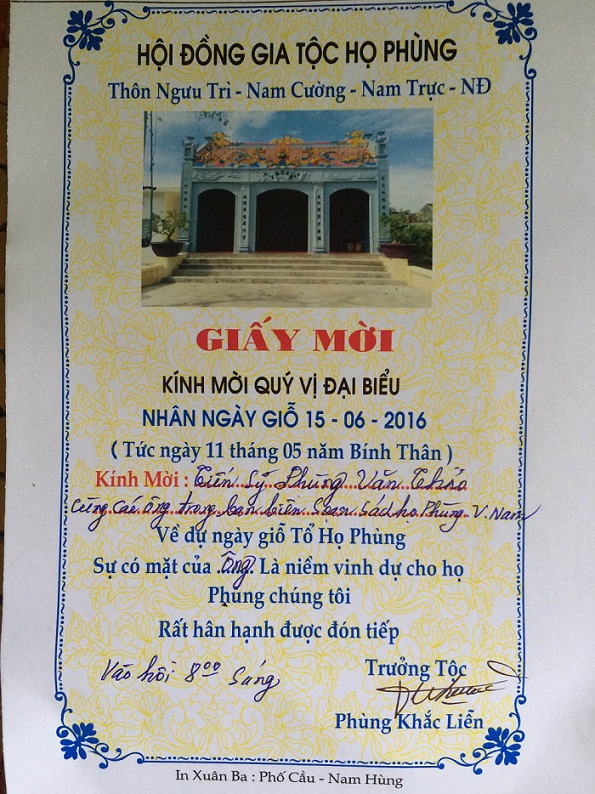 HỘI ĐỒNG GIA TỘC HỌ PHÙNG
Thôn Ngưu Trì - Nam Cường - Nam Trực - NĐ
GIẤY MỜI
KÍNH MỜI QUÝ VỊ ĐẠI BIỂU
NHÂN NGÀY GIỖ 15 - 06 - 2016
( Tức ngày 11 tháng 05 năm Bính Thân )
Kính Mời : Tiến Sỹ Phùng Văn Thảo
Cùng các ông trong ban biên Soạn Sách họ Phùng V.Nam
Về dự ngày giỗ Tổ Họ Phùng
Sự có mặt của Ông. Là niềm vinh dự cho họ
Phùng chúng tôi
Rất hân hạnh được đón tiếp
Vào hồi 8 00 Sáng
Trưởng Tộc
Phùng Khắc Liễn
In Xuân Ba : Phố Cầu - Nam Hùng